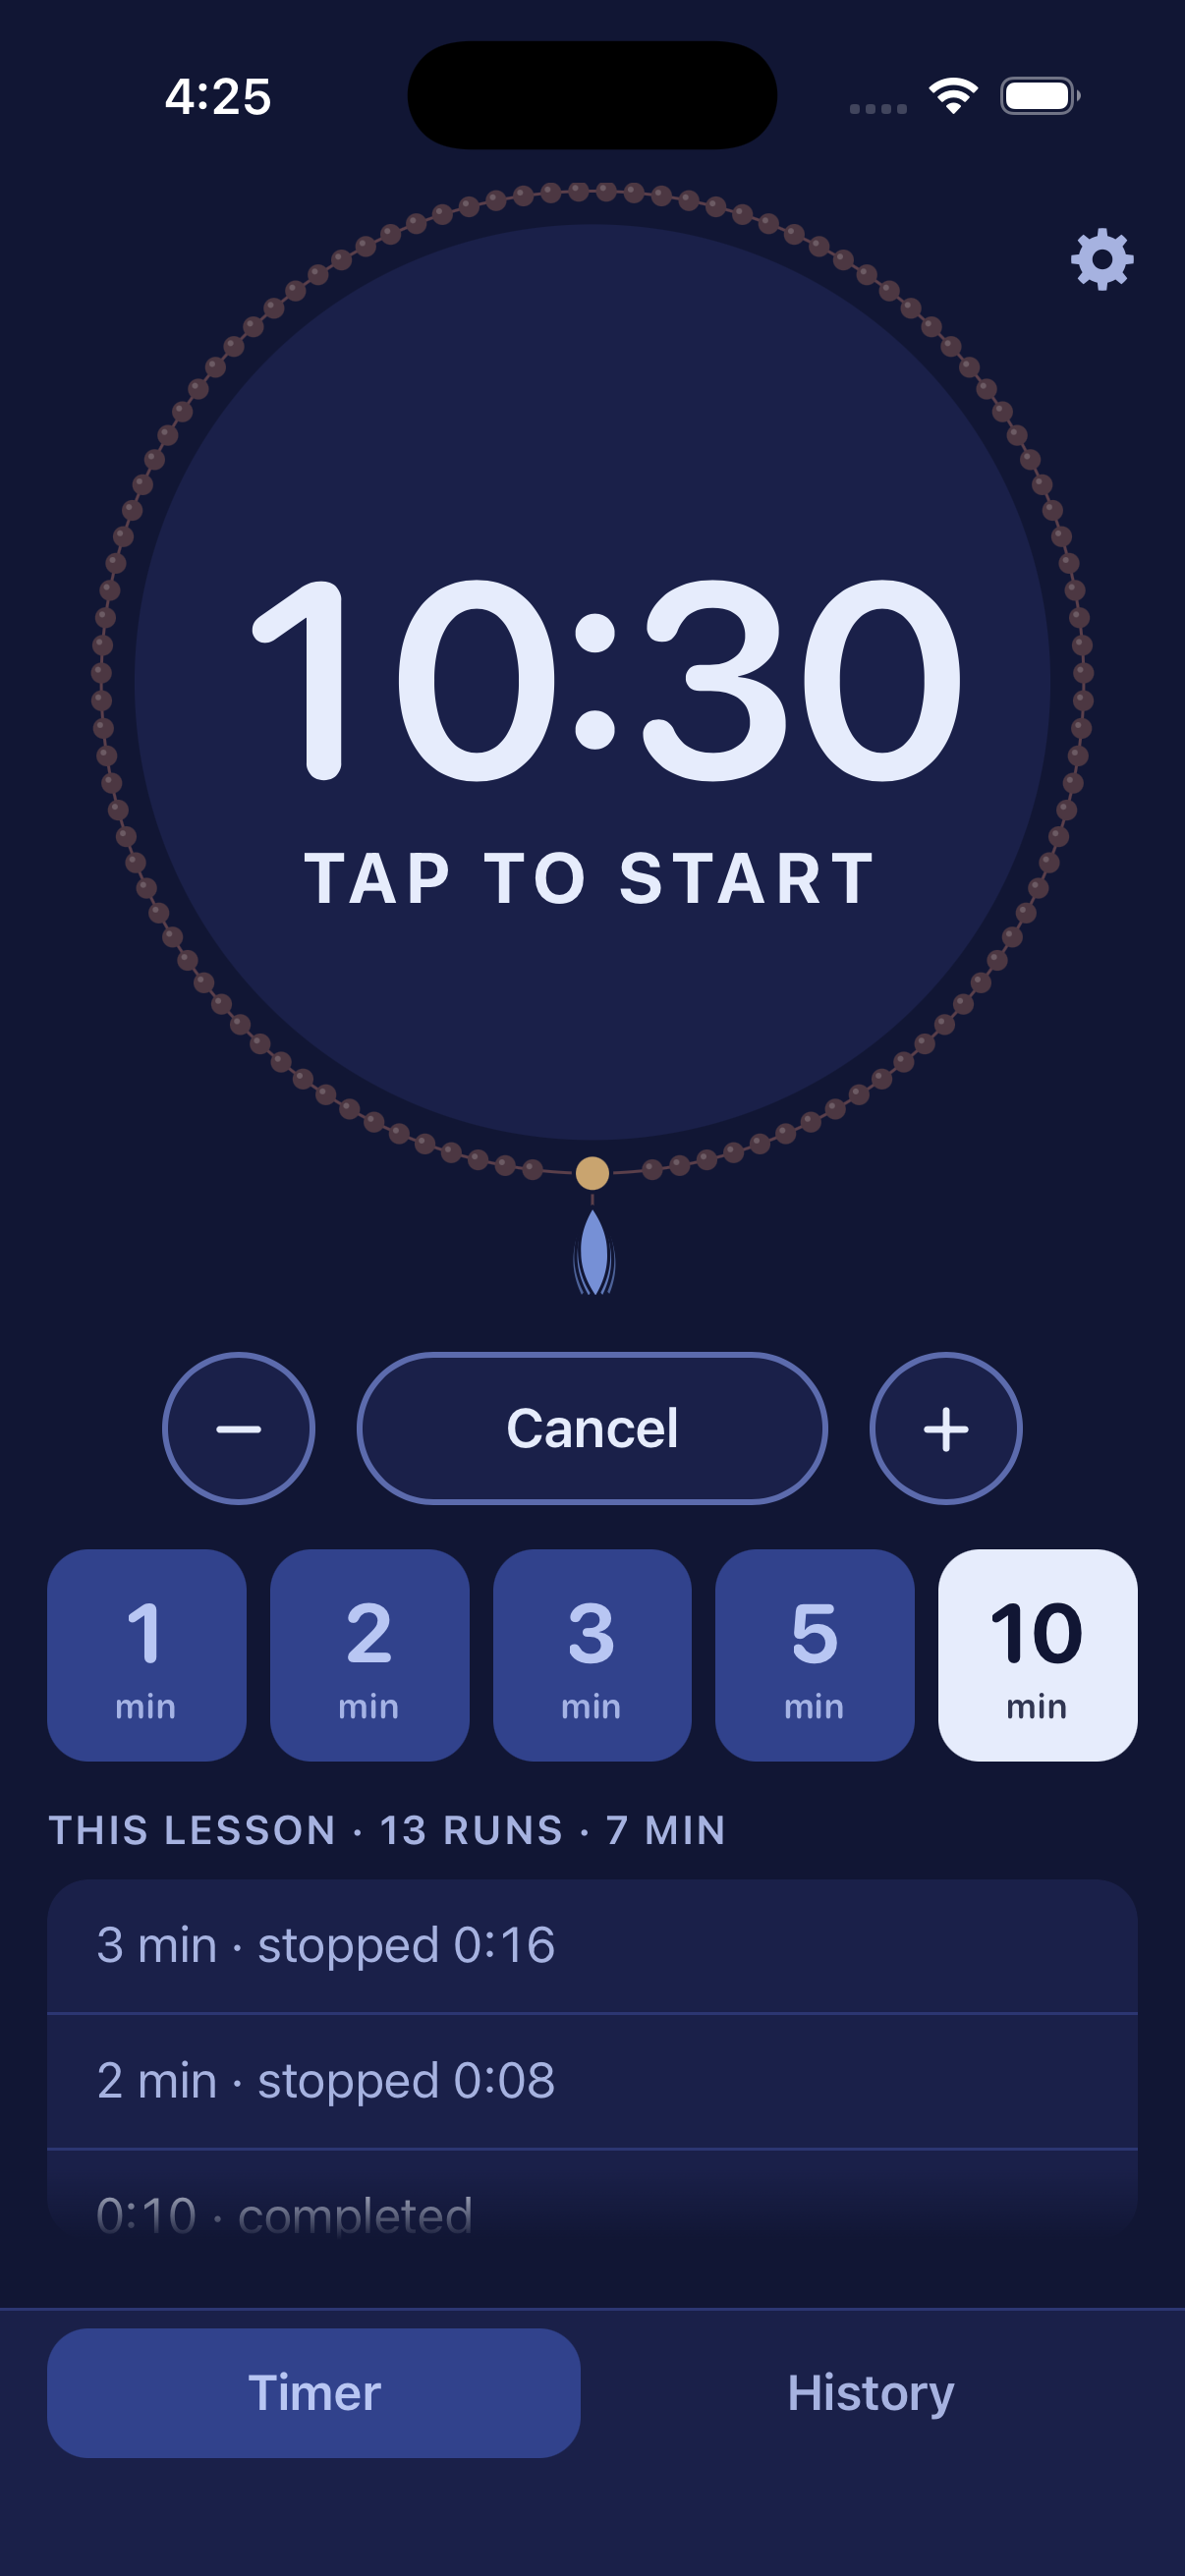 4:25
10:30
TAP TO START
Cancel
1 min
2 min
3 min
5 min
10 min
THIS LESSON · 13 RUNS · 7 MIN
3 min · stopped 0:16
2 min · stopped 0:08
0:10 · completed
Timer
History